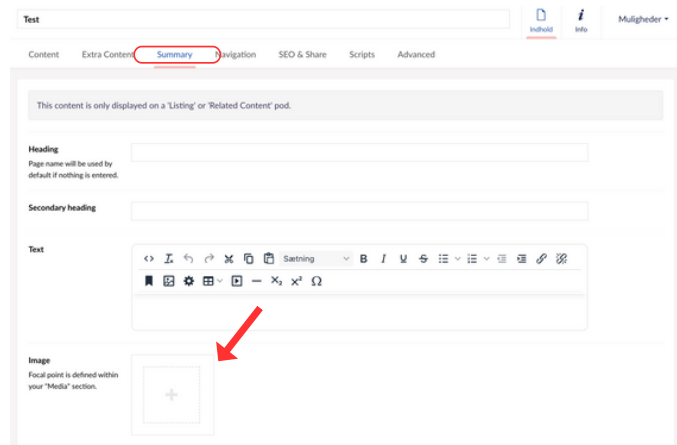 Test
Indhold
Info
Muligheder
Content Extra Content Summary Navigation SEO & Share Scripts Advanced
This content is only displayed on a 'Listing' or 'Related Content' pod.
Heading
Page name will be used by
default if nothing is entered.
Secondary heading
Text
Sætning
B I U S
X₂ X² Ω
Image
Focal point is defined within
your "Media" section.